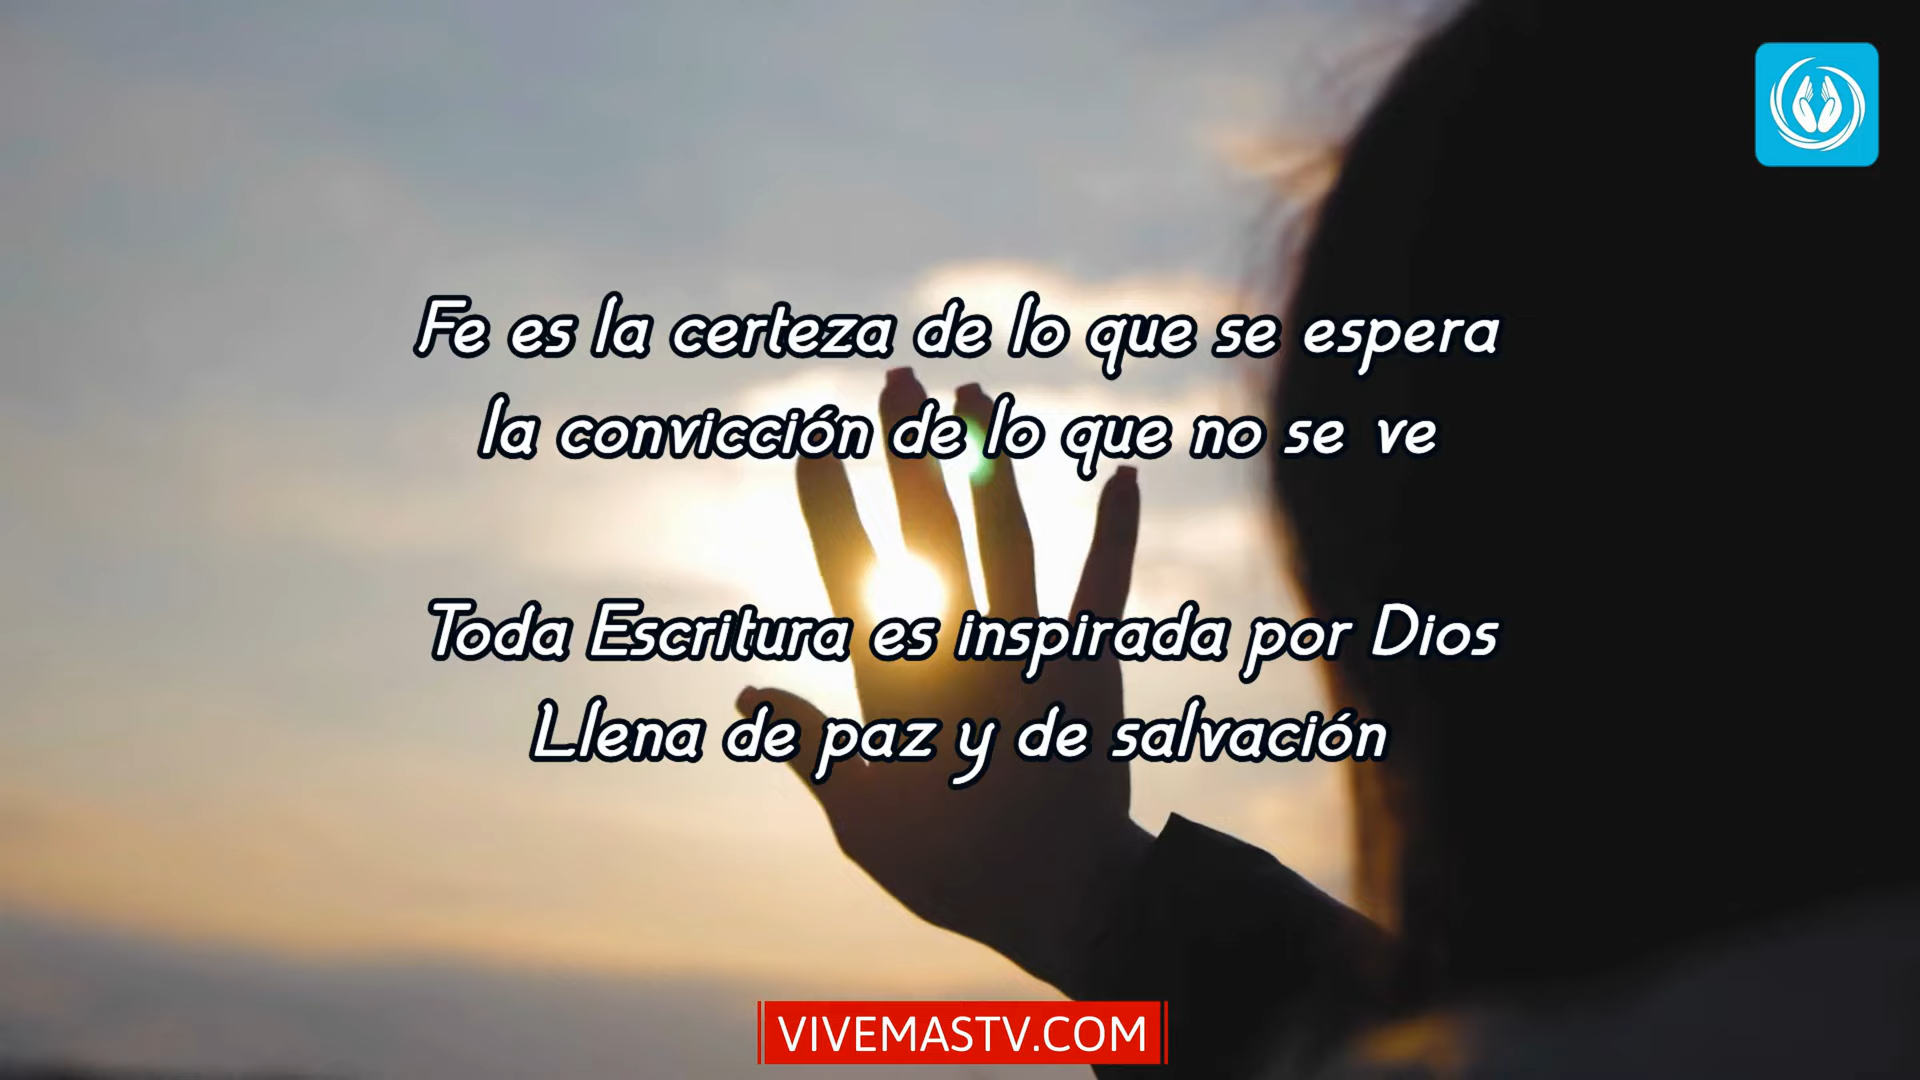 Fe es la certeza de lo que se espera
la convicción de lo que no se ve
Toda Escritura es inspirada por Dios
Llena de paz y de salvación
VIVEMASTV.COM